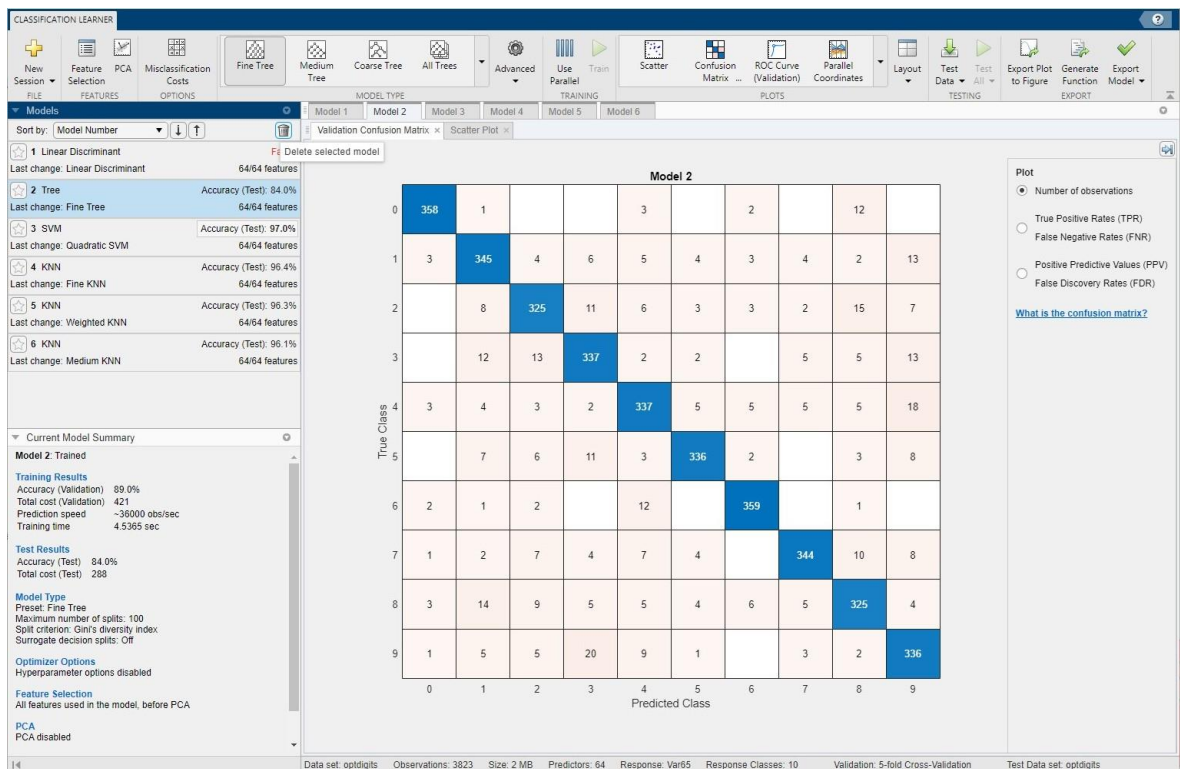 CLASSIFICATION LEARNER
?
New Session
Feature Selection
PCA
Misclassification Costs
Fine Tree
Medium Tree
Coarse Tree
All Trees
Advanced
Use Parallel
Train
Scatter
Confusion Matrix ...
ROC Curve (Validation)
Parallel Coordinates
Layout
Test Data
Test All
Export Plot to Figure
Generate Function
Export Model
FILE
FEATURES
OPTIONS
MODEL TYPE
TRAINING
PLOTS
TESTING
EXPORT
Models
Sort by: Model Number
1 Linear Discriminant
Last change: Linear Discriminant 64/64 features
2 Tree Accuracy (Test): 84.0%
Last change: Fine Tree 64/64 features
3 SVM Accuracy (Test): 97.0%
Last change: Quadratic SVM 64/64 features
4 KNN Accuracy (Test): 96.4%
Last change: Fine KNN 64/64 features
5 KNN Accuracy (Test): 96.3%
Last change: Weighted KNN 64/64 features
6 KNN Accuracy (Test): 96.1%
Last change: Medium KNN 64/64 features
Delete selected model
Current Model Summary
Model 2: Trained
Training Results
Accuracy (Validation) 89.0%
Total cost (Validation) 421
Prediction speed ~36000 obs/sec
Training time 4.5365 sec
Test Results
Accuracy (Test) 84.0%
Total cost (Test) 288
Model Type
Preset: Fine Tree
Maximum number of splits: 100
Split criterion: Gini's diversity index
Surrogate decision splits: Off
Optimizer Options
Hyperparameter options disabled
Feature Selection
All features used in the model, before PCA
PCA
PCA disabled
Model 1 Model 2 Model 3 Model 4 Model 5 Model 6
Validation Confusion Matrix × Scatter Plot ×
Model 2
True Class
0 358 1 3 2 12
1 3 345 4 6 5 4 3 4 2 13
2 8 325 11 6 3 3 2 15 7
3 12 13 337 2 2 5 5 13
4 3 4 3 2 337 5 5 5 5 18
5 7 6 11 3 336 2 3 8
6 2 1 2 12 359 1
7 1 2 7 4 7 4 344 10 8
8 3 14 9 5 5 4 6 5 325 4
9 1 5 5 20 9 1 3 2 336
0 1 2 3 4 5 6 7 8 9
Predicted Class
Plot
Number of observations
True Positive Rates (TPR)
False Negative Rates (FNR)
Positive Predictive Values (PPV)
False Discovery Rates (FDR)
What is the confusion matrix?
Data set: optdigits Observations: 3823 Size: 2 MB Predictors: 64 Response: Var65 Response Classes: 10 Validation: 5-fold Cross-Validation Test Data set: optdigits